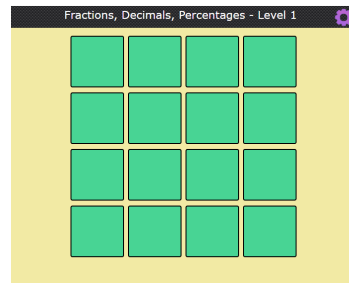 Fractions, Decimals, Percentages - Level 1